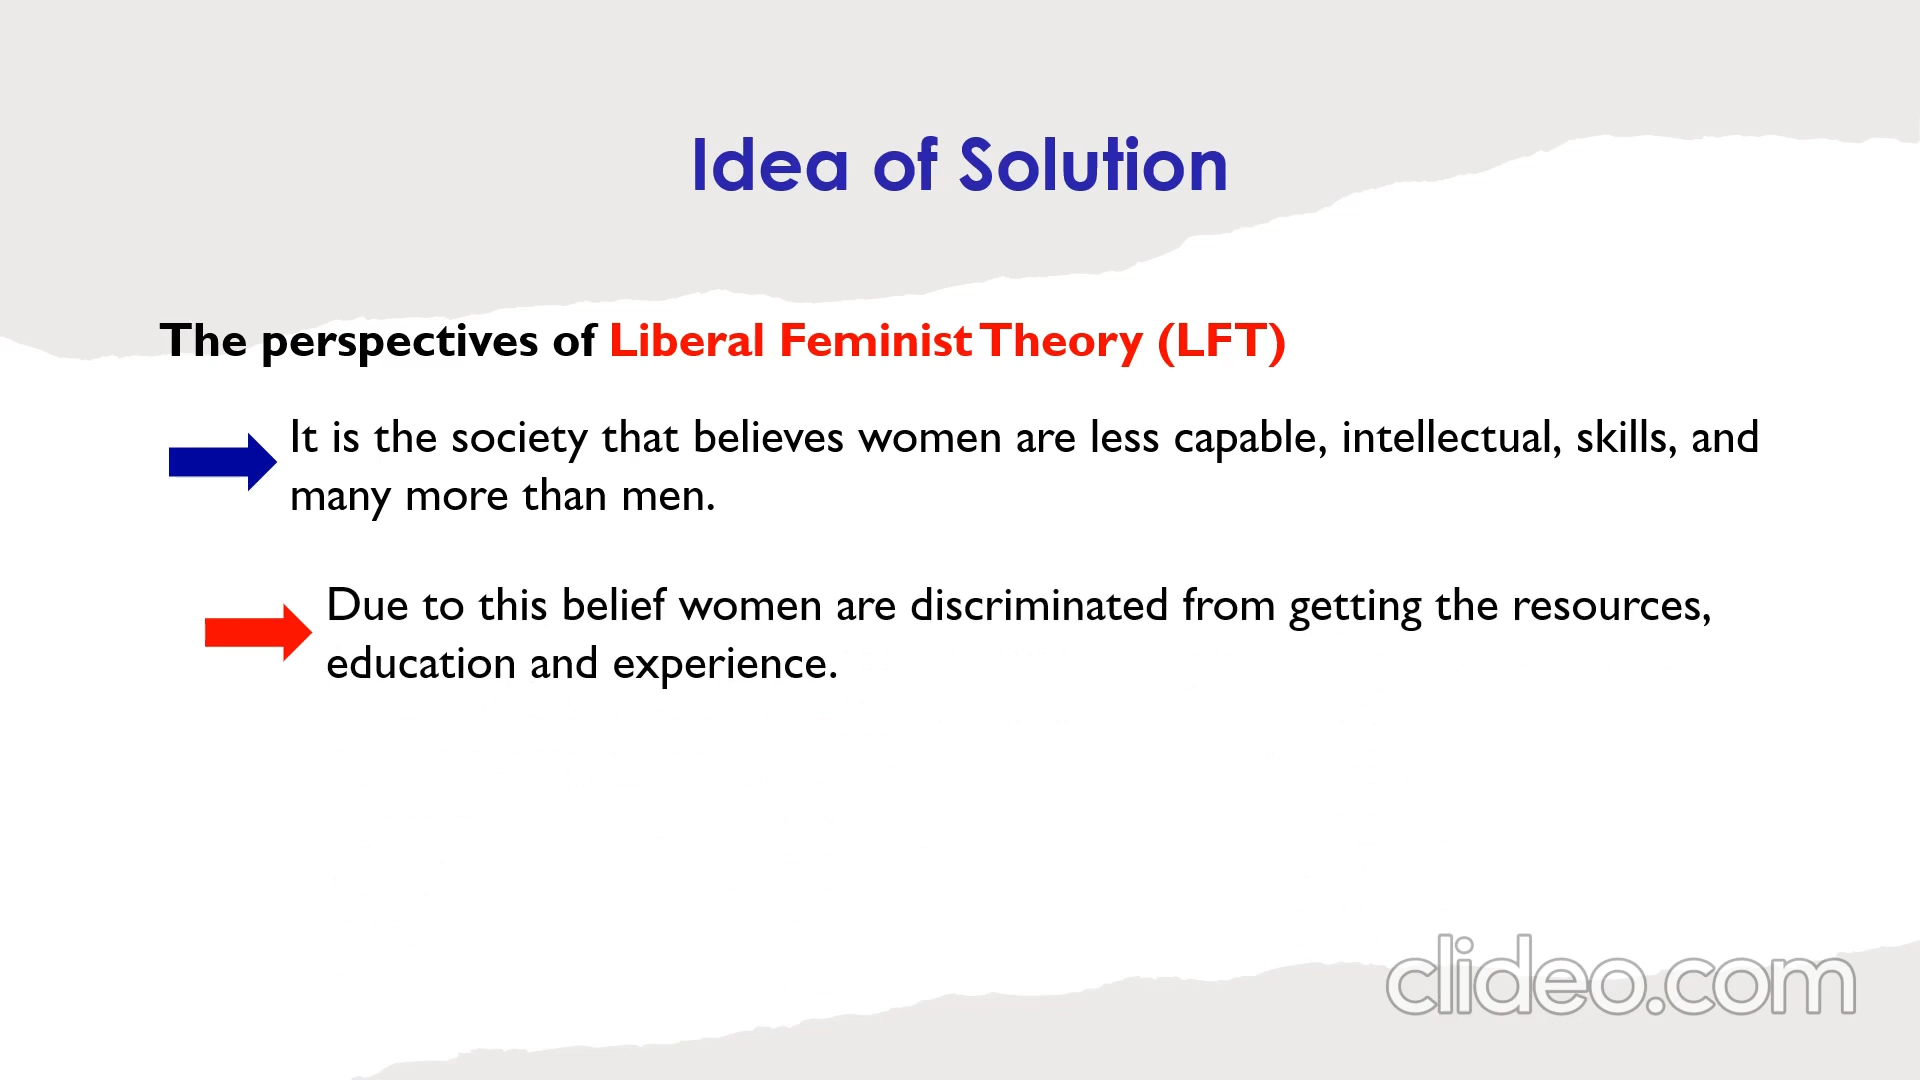 Idea of Solution
The perspectives of Liberal Feminist Theory (LFT)
It is the society that believes women are less capable, intellectual, skills, and
many more than men.
Due to this belief women are discriminated from getting the resources,
education and experience.
clideo.com